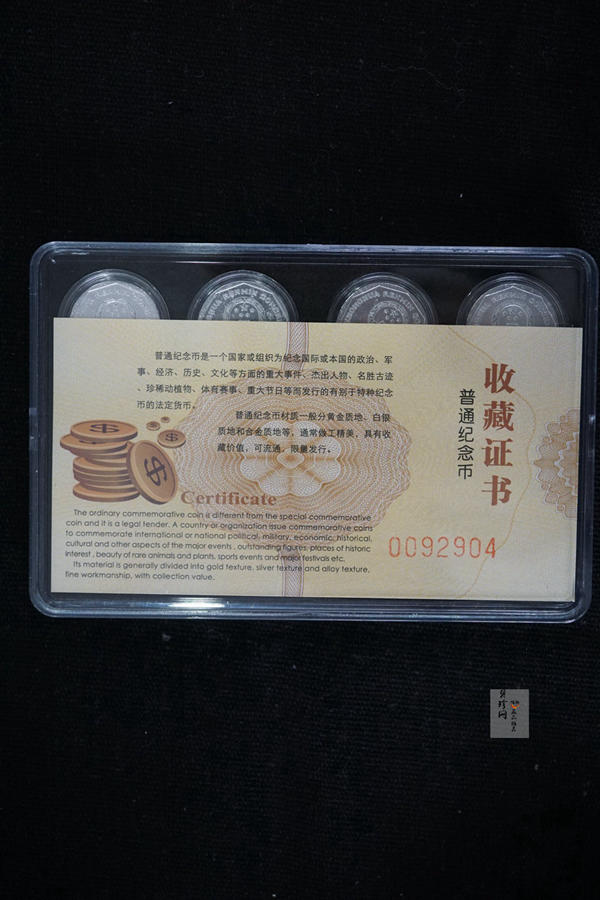 ZHONGHUA RENMIN GONGHE
普通纪念币是一个国家或组织为纪念国际或本国的政治、军
事、经济、历史、文化等方面的重大事件、杰出人物、名胜古迹
、珍稀动植物、体育赛事、重大节日等而发行的有别于特种纪念
币的法定货币。
普通纪念币材质一般分黄金质地、白银
质地和合金质地等，通常做工精美，具有收
藏价值，可流通，限量发行。
收藏证书
普通纪念币
Certificate
The ordinary commemorative coin is different from the special commemorative
coin and it is a legal tender. A country or organization issue commemorative coins
to commemorate international or national political, military, economic, historical,
cultural and other aspects of the major events , outstanding figures, places of historic
interest , beauty of rare animals and plants, sports events and major festivals etc.
Its material is generally divided into gold texture, silver texture and alloy texture,
fine workmanship, with collection value.
0092904